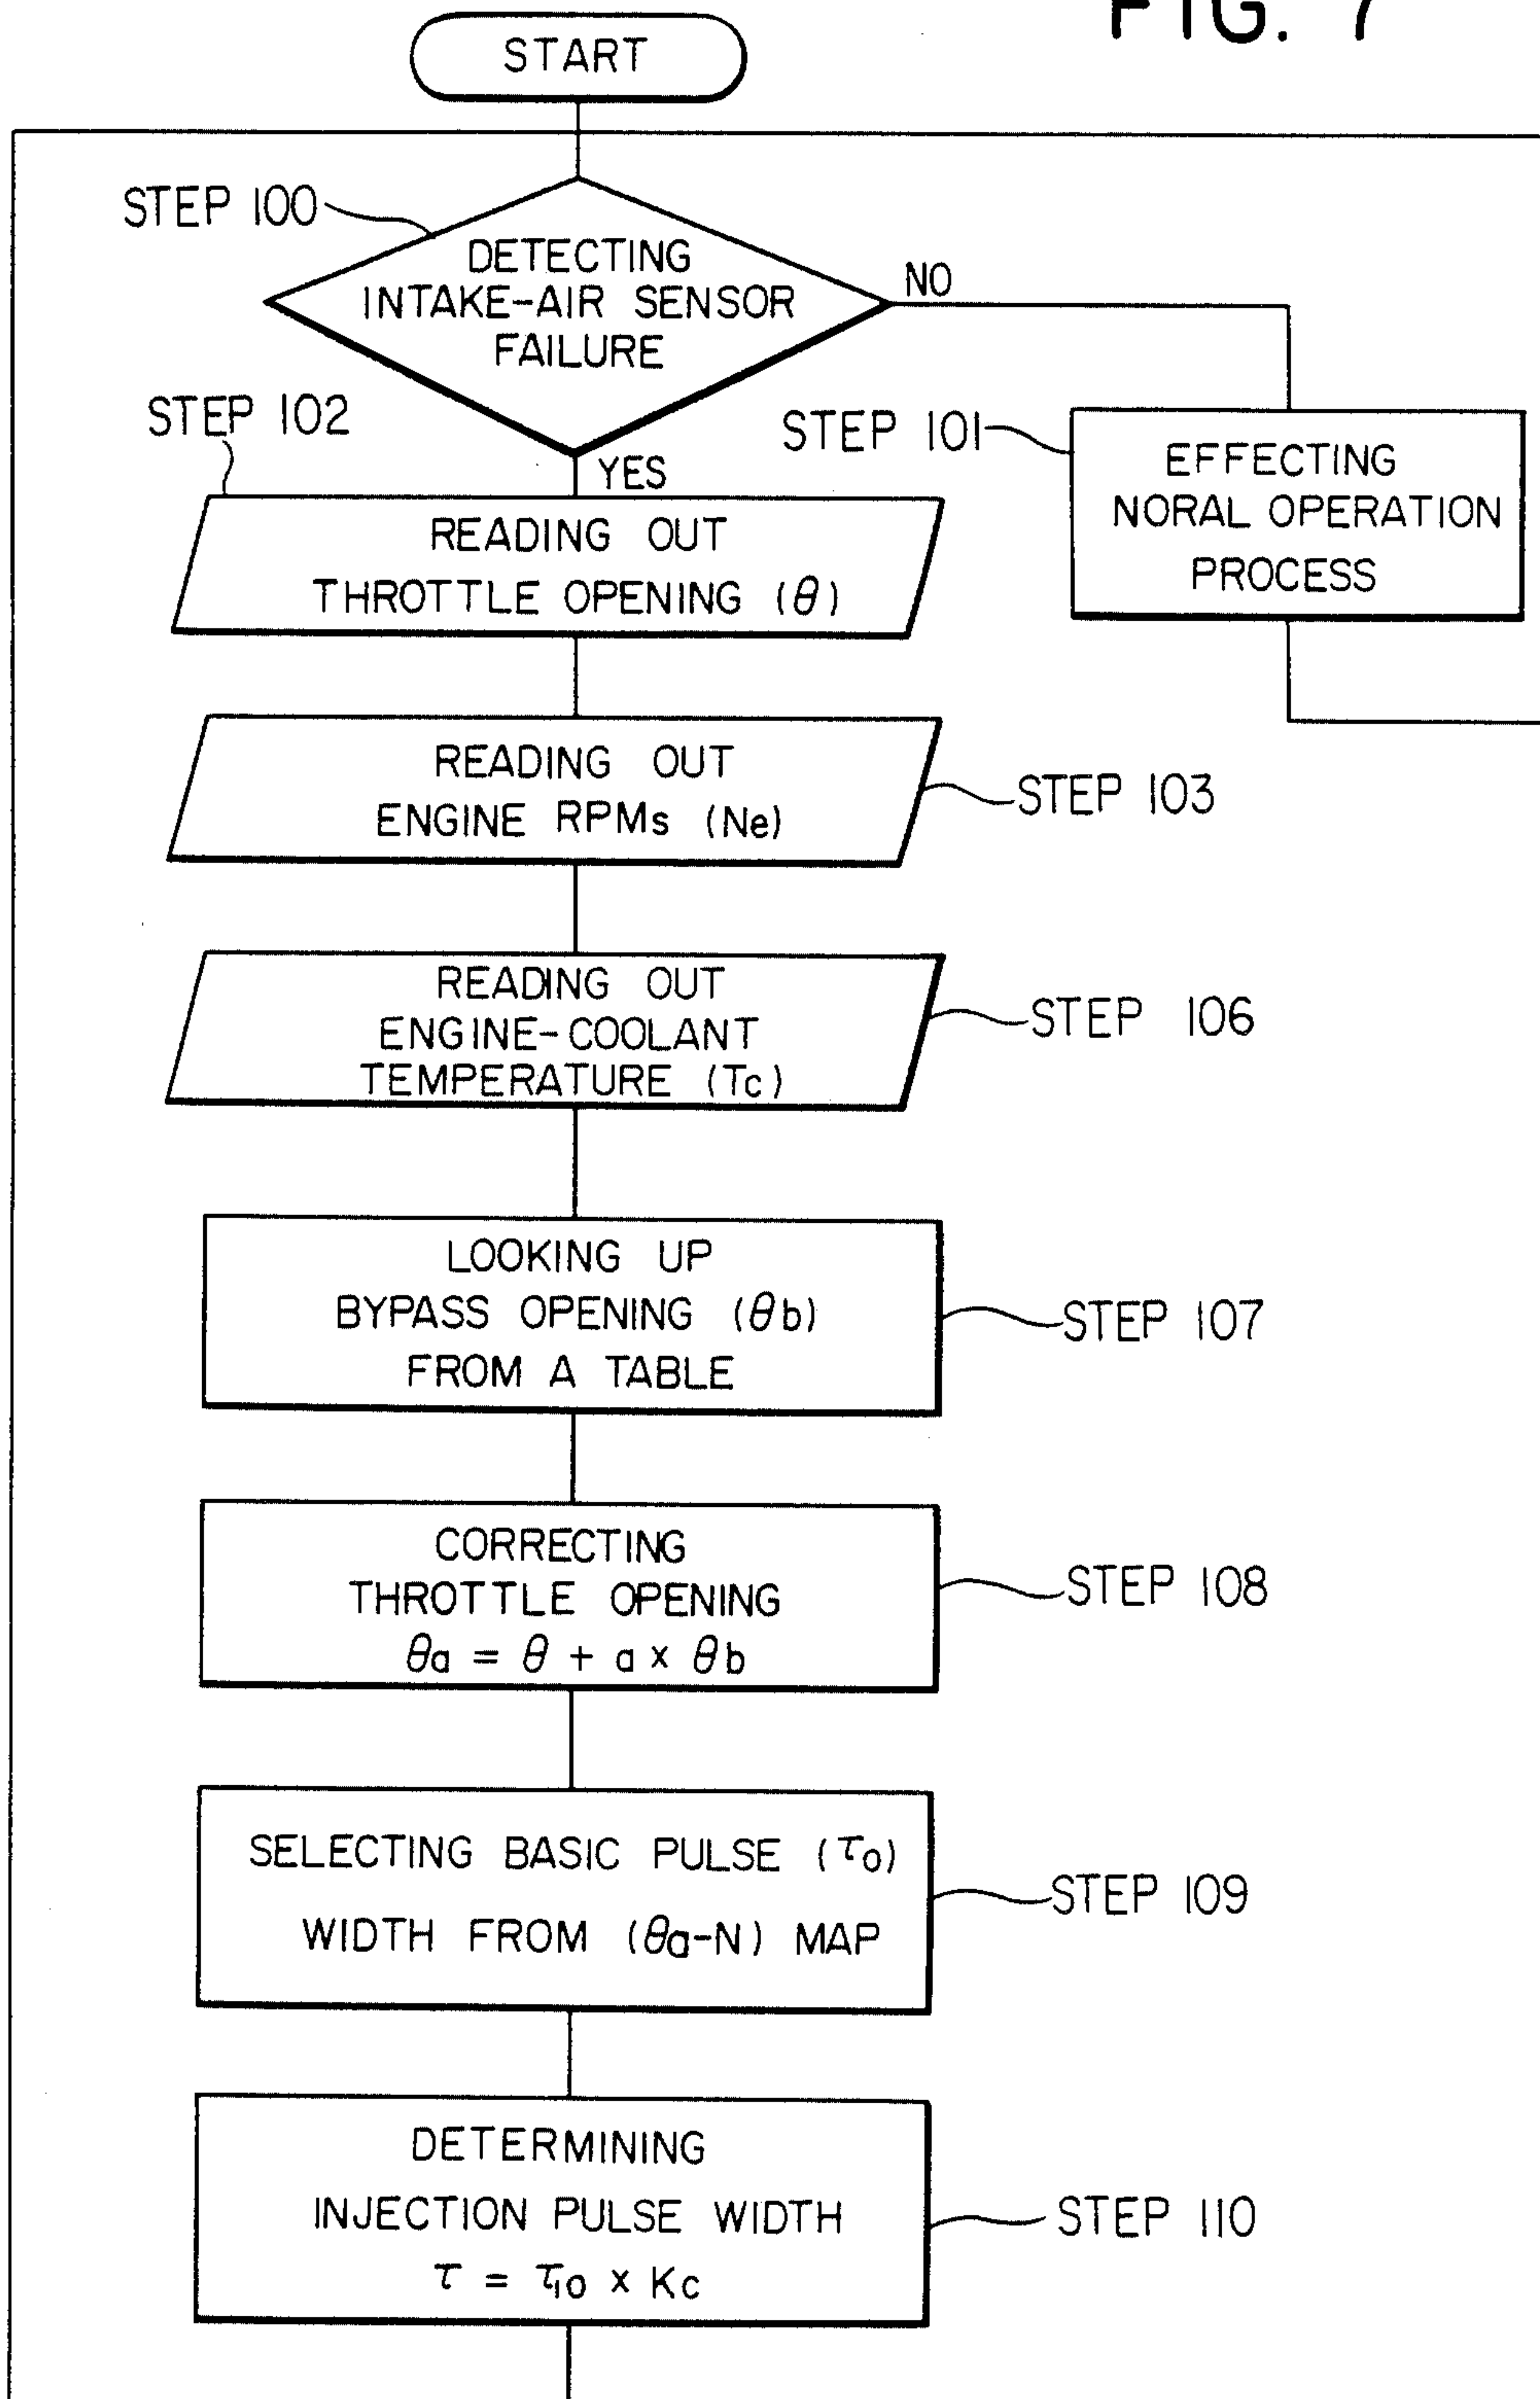 FIG. 7
START
STEP 100
DETECTING
INTAKE-AIR SENSOR
FAILURE
NO
YES
STEP 101
EFFECTING
NORAL OPERATION
PROCESS
STEP 102
READING OUT
THROTTLE OPENING (θ)
READING OUT
ENGINE RPMs (Ne)
STEP 103
READING OUT
ENGINE-COOLANT
TEMPERATURE (Tc)
STEP 106
LOOKING UP
BYPASS OPENING (θb)
FROM A TABLE
STEP 107
CORRECTING
THROTTLE OPENING
θa = θ + a x θb
STEP 108
SELECTING BASIC PULSE (τo)
WIDTH FROM (θa-N) MAP
STEP 109
DETERMINING
INJECTION PULSE WIDTH
τ = τio x Kc
STEP 110